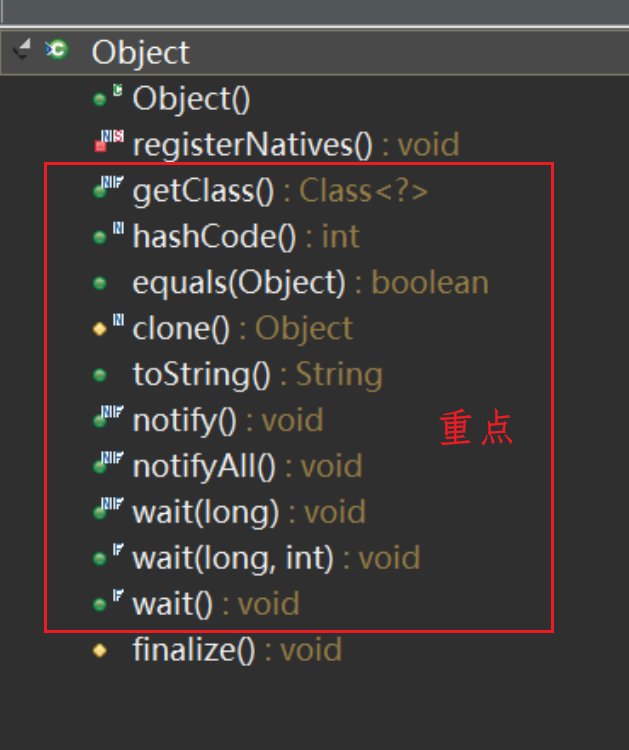 Object
Object()
registerNatives() : void
getClass() : Class<?>
hashCode() : int
equals(Object) : boolean
clone() : Object
toString() : String
notify() : void
重点
notifyAll() : void
wait(long) : void
wait(long, int) : void
wait() : void
finalize() : void